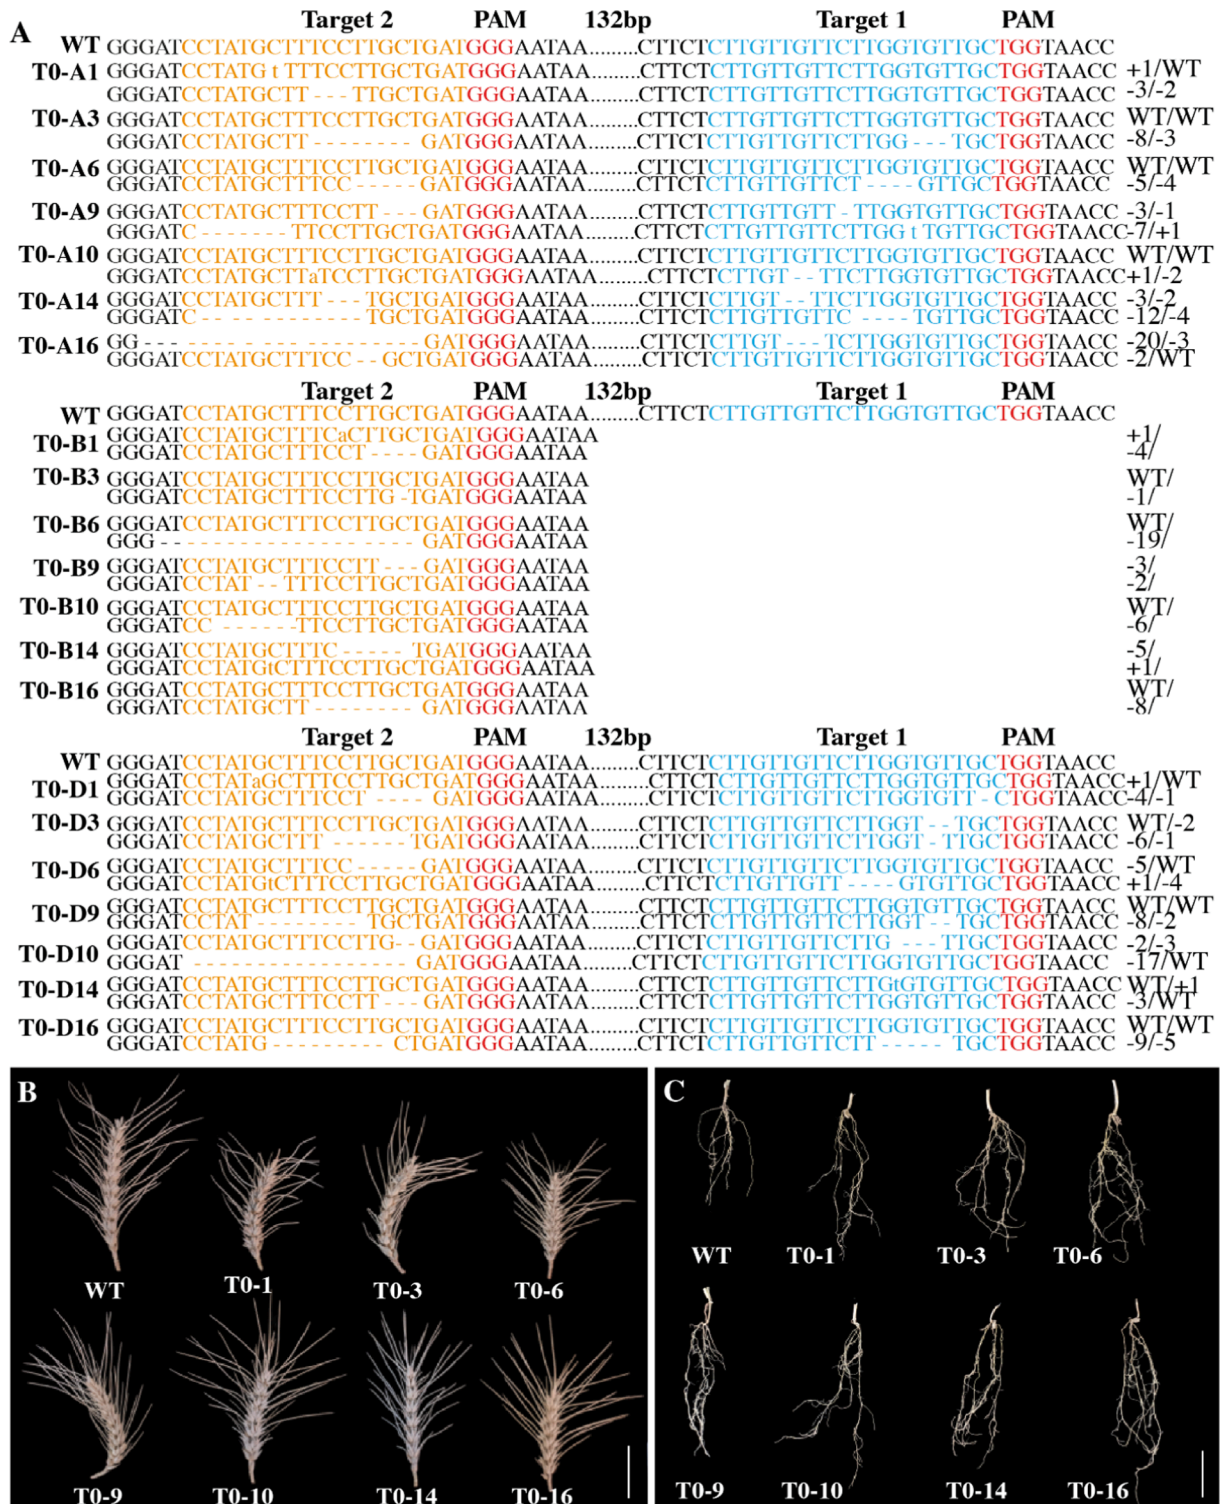 A
Target 2 PAM 132bp Target 1 PAM
WT GGGATCCTATGCTTTCCTTGCTGATGGGAATAA........CTTCTCTTGTTGTTCTTGGTGTTGCTGGTAACC
T0-A1 GGGATCCTATG t TTTCCTTGCTGATGGGAATAA.........CTTCTCTTGTTGTTCTTGGTGTTGCTGGTAACC +1/WT
GGGATCCTATGCTT - - - TTGCTGATGGGAATAA.........CTTCTCTTGTTGTTCTTGGTGTTGCTGGTAACC -3/-2
T0-A3 GGGATCCTATGCTTTCCTTGCTGATGGGAATAA.........CTTCTCTTGTTGTTCTTGGTGTTGCTGGTAACC WT/WT
GGGATCCTATGCTT - - - - - - - - GATGGGAATAA.........CTTCTCTTGTTGTTCTTGG - - - TGCTGGTAACC -8/-3
T0-A6 GGGATCCTATGCTTTCCTTGCTGATGGGAATAA.........CTTCTCTTGTTGTTCTTGGTGTTGCTGGTAACC WT/WT
GGGATCCTATGCTTTCC - - - - - GATGGGAATAA.........CTTCTCTTGTTGTTCT - - - - GTTGCTGGTAACC -5/-4
T0-A9 GGGATCCTATGCTTTCCTT - - - GATGGGAATAA.........CTTCTCTTGTTGTT - TTGGTGTTGCTGGTAACC -3/-1
GGGATC - - - - - - - TTCCTTGCTGATGGGAATAA.........CTTCTCTTGTTGTTCTTGG t TGTTGCTGGTAACC -7/+1
T0-A10 GGGATCCTATGCTTTCCTTGCTGATGGGAATAA.........CTTCTCTTGTTGTTCTTGGTGTTGCTGGTAACC WT/WT
GGGATCCTATGCTTaTCCTTGCTGATGGGAATAA.........CTTCTCTTGT - - TTCTTGGTGTTGCTGGTAACC +1/-2
T0-A14 GGGATCCTATGCTTT - - - TGCTGATGGGAATAA.........CTTCTCTTGT - - TTCTTGGTGTTGCTGGTAACC -3/-2
GGGATC - - - - - - - - - - - - TGCTGATGGGAATAA.........CTTCTCTTGTTGTTC - - - - TGTTGCTGGTAACC -12/-4
T0-A16 GG- - - - - - - - - - - - - - - - - - - - GATGGGAATAA.........CTTCTCTTGT - - - TCTTGGTGTTGCTGGTAACC -20/-3
GGGATCCTATGCTTTCC - - GCTGATGGGAATAA.........CTTCTCTTGTTGTTCTTGGTGTTGCTGGTAACC -2/WT
Target 2 PAM 132bp Target 1 PAM
WT GGGATCCTATGCTTTCCTTGCTGATGGGAATAA.........CTTCTCTTGTTGTTCTTGGTGTTGCTGGTAACC
T0-B1 GGGATCCTATGCTTTCaCTTGCTGATGGGAATAA +1/
GGGATCCTATGCTTTCCT - - - - GATGGGAATAA -4/
T0-B3 GGGATCCTATGCTTTCCTTGCTGATGGGAATAA WT/
GGGATCCTATGCTTTCCTTG -TGATGGGAATAA -1/
T0-B6 GGGATCCTATGCTTTCCTTGCTGATGGGAATAA WT/
GGG - - - - - - - - - - - - - - - - - - - GATGGGAATAA -19/
T0-B9 GGGATCCTATGCTTTCCTT - - - GATGGGAATAA -3/
GGGATCCTAT - - TTTCCTTGCTGATGGGAATAA -2/
T0-B10 GGGATCCTATGCTTTCCTTGCTGATGGGAATAA WT/
GGGATCC - - - - - -TTCCTTGCTGATGGGAATAA -6/
T0-B14 GGGATCCTATGCTTTC - - - - - TGATGGGAATAA -5/
GGGATCCTATGtCTTTCCTTGCTGATGGGAATAA +1/
T0-B16 GGGATCCTATGCTTTCCTTGCTGATGGGAATAA WT/
GGGATCCTATGCTT - - - - - - - - GATGGGAATAA -8/
Target 2 PAM 132bp Target 1 PAM
WT GGGATCCTATGCTTTCCTTGCTGATGGGAATAA.........CTTCTCTTGTTGTTCTTGGTGTTGCTGGTAACC
T0-D1 GGGATCCTATaGCTTTCCTTGCTGATGGGAATAA.........CTTCTCTTGTTGTTCTTGGTGTTGCTGGTAACC +1/WT
GGGATCCTATGCTTTCCT - - - - GATGGGAATAA.........CTTCTCTTGTTGTTCTTGGTGTT - CTGGTAACC -4/-1
T0-D3 GGGATCCTATGCTTTCCTTGCTGATGGGAATAA.........CTTCTCTTGTTGTTCTTGGT - - TGCTGGTAACC WT/-2
GGGATCCTATGCTTT - - - - - - TGATGGGAATAA.........CTTCTCTTGTTGTTCTTGGT - TTGCTGGTAACC -6/-1
T0-D6 GGGATCCTATGCTTTCC - - - - - GATGGGAATAA.........CTTCTCTTGTTGTTCTTGGTGTTGCTGGTAACC -5/WT
GGGATCCTATGtCTTTCCTTGCTGATGGGAATAA.........CTTCTCTTGTTGTT - - - - GTGTTGCTGGTAACC +1/-4
T0-D9 GGGATCCTATGCTTTCCTTGCTGATGGGAATAA.........CTTCTCTTGTTGTTCTTGGTGTTGCTGGTAACC WT/WT
GGGATCCTAT - - - - - - - - TGCTGATGGGAATAA.........CTTCTCTTGTTGTTCTTGGT - - TGCTGGTAACC -8/-2
T0-D10 GGGATCCTATGCTTTCCTTG- - GATGGGAATAA.........CTTCTCTTGTTGTTCTTG - - - TTGCTGGTAACC -2/-3
GGGAT - - - - - - - - - - - - - - - - - GATGGGAATAA.........CTTCTCTTGTTGTTCTTGGTGTTGCTGGTAACC -17/WT
T0-D14 GGGATCCTATGCTTTCCTTGCTGATGGGAATAA.........CTTCTCTTGTTGTTCTTGtGTGTTGCTGGTAACC WT/+1
GGGATCCTATGCTTTCCTT - - - GATGGGAATAA.........CTTCTCTTGTTGTTCTTGGTGTTGCTGGTAACC -3/WT
T0-D16 GGGATCCTATGCTTTCCTTGCTGATGGGAATAA.........CTTCTCTTGTTGTTCTTGGTGTTGCTGGTAACC WT/WT
GGGATCCTATG - - - - - - - - - CTGATGGGAATAA.........CTTCTCTTGTTGTTCTT - - - - - TGCTGGTAACC -9/-5
B
WT T0-1 T0-3 T0-6
T0-9 T0-10 T0-14 T0-16
C
WT T0-1 T0-3 T0-6
T0-9 T0-10 T0-14 T0-16